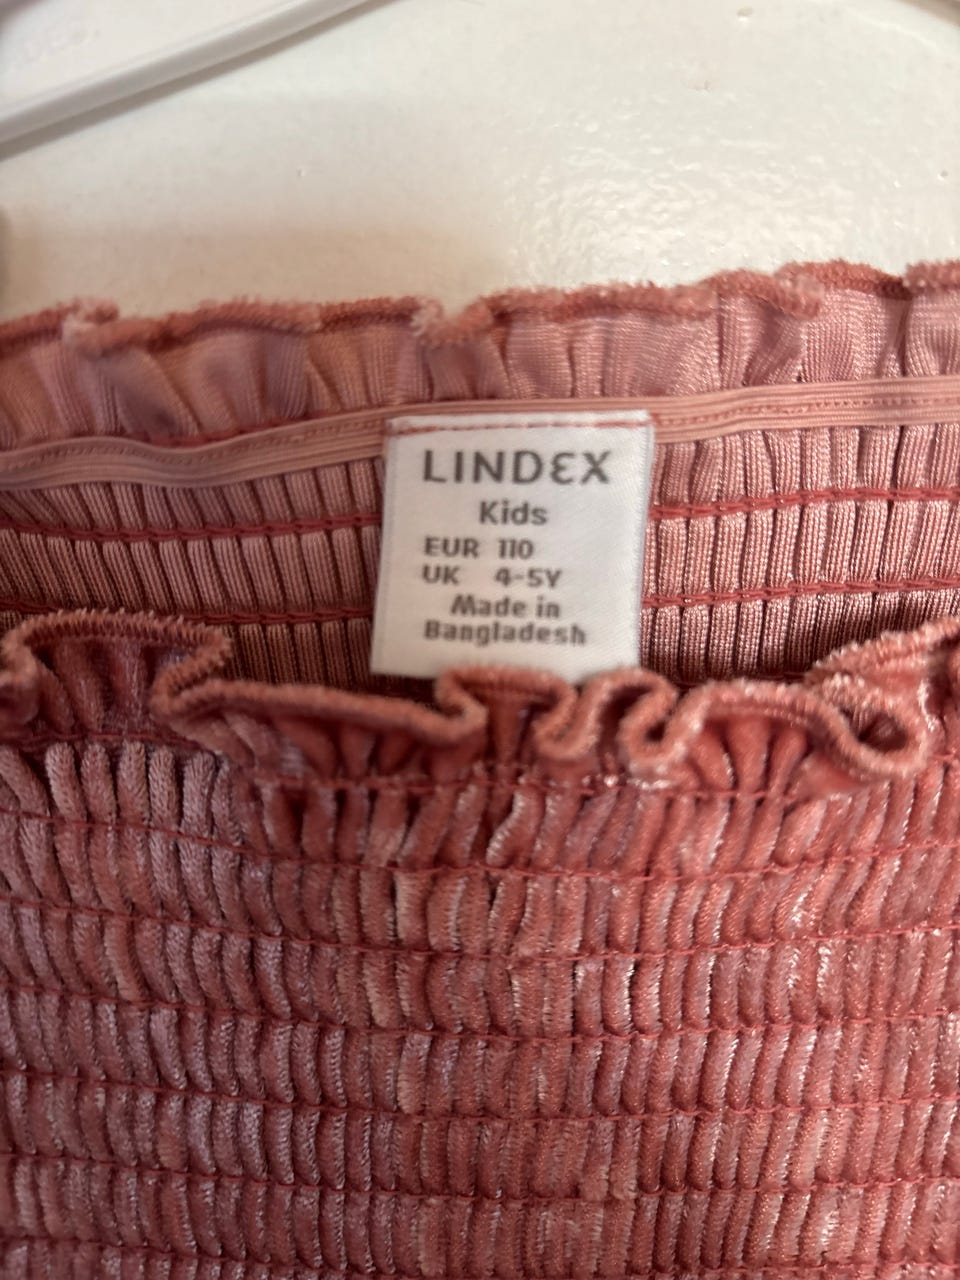 LINDEX
Kids
EUR 110
UK 4-5Y
Made in
Bangladesh